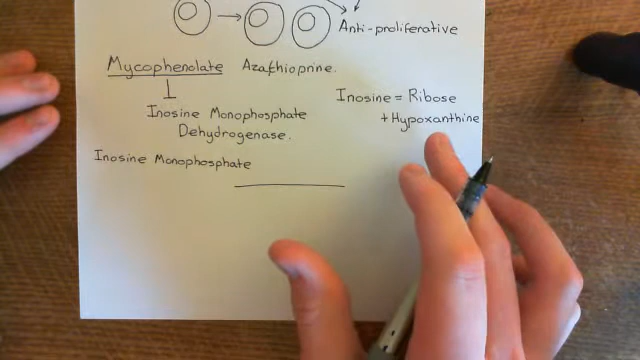 Anti-proliferative
Mycophenolate Azathioprine.
Inosine Monophosphate
Dehydrogenase.
Inosine = Ribose
+ Hypoxanthine
Inosine Monophosphate